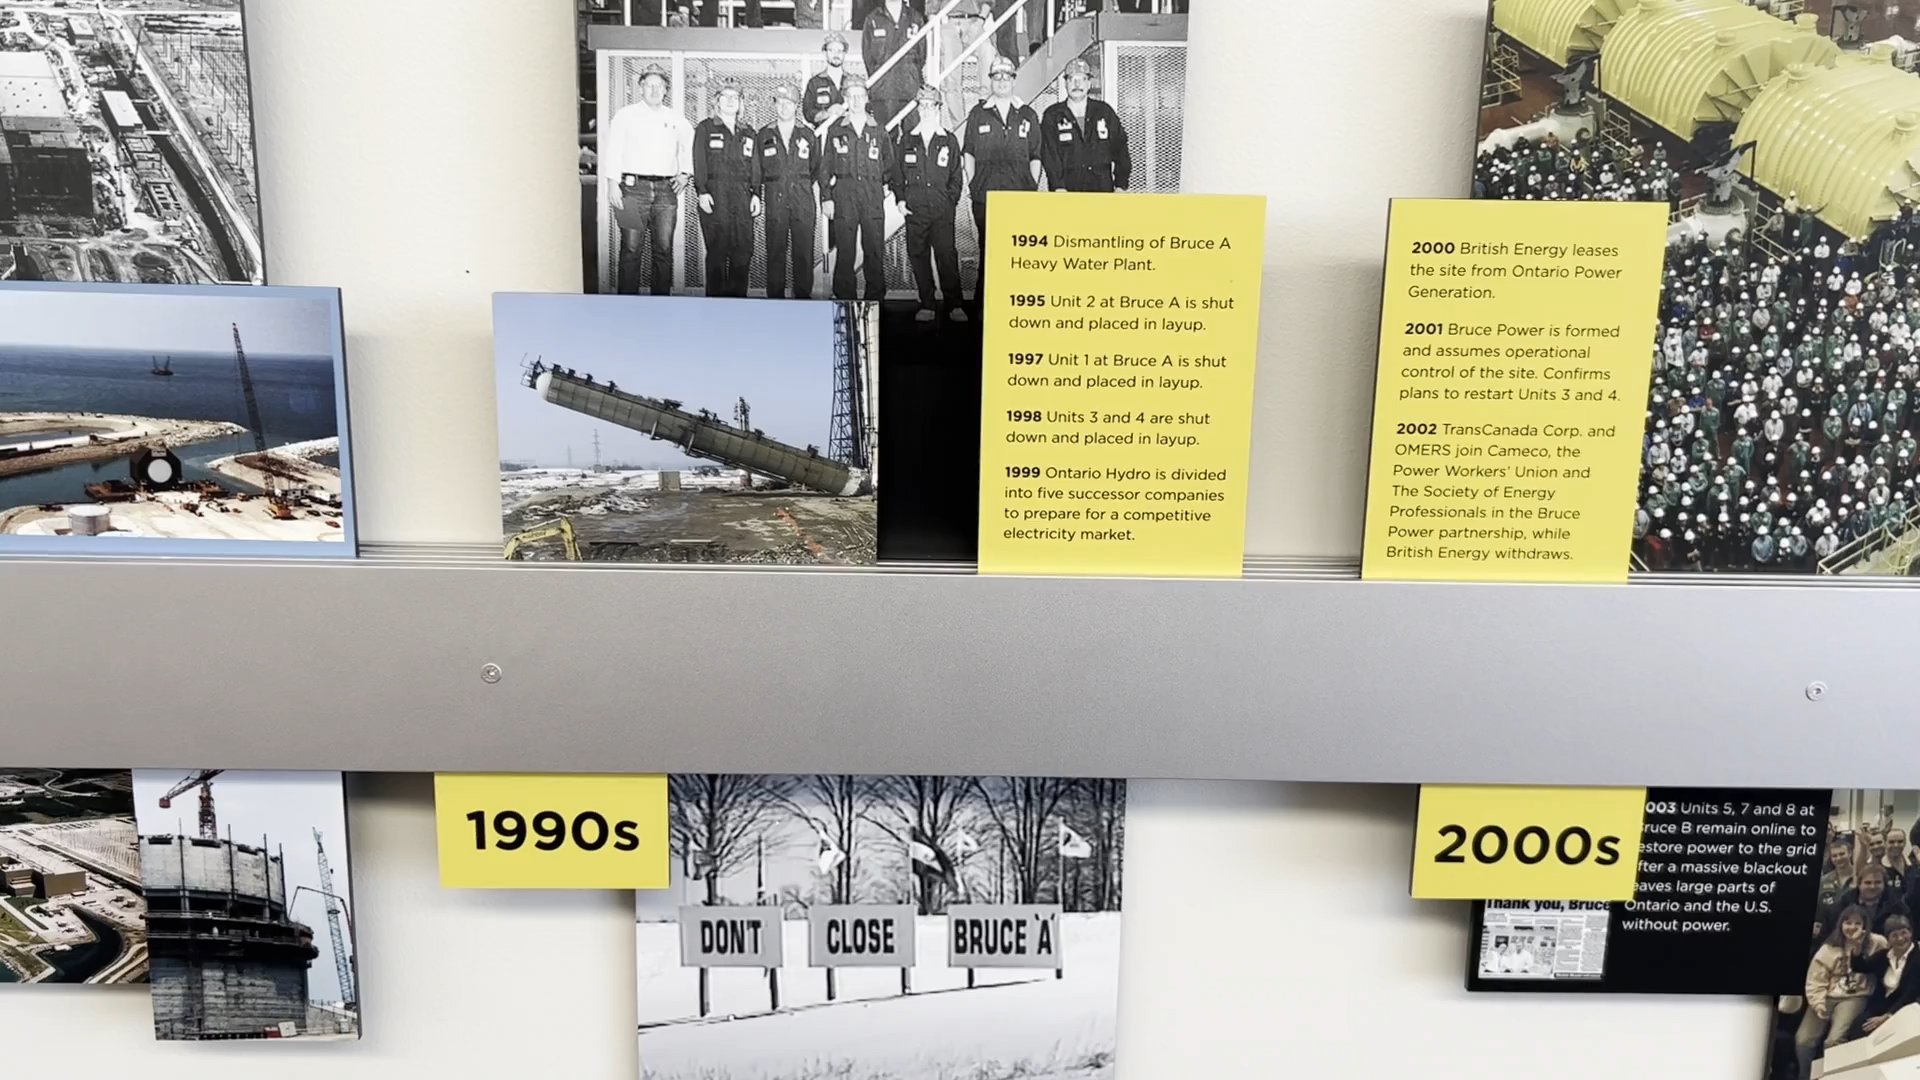 1994 Dismantling of Bruce A
Heavy Water Plant.
1995 Unit 2 at Bruce A is shut
down and placed in layup.
1997 Unit 1 at Bruce A is shut
down and placed in layup.
1998 Units 3 and 4 are shut
down and placed in layup.
1999 Ontario Hydro is divided
into five successor companies
to prepare for a competitive
electricity market.
2000 British Energy leases
the site from Ontario Power
Generation.
2001 Bruce Power is formed
and assumes operational
control of the site. Confirms
plans to restart Units 3 and 4.
2002 TransCanada Corp. and
OMERS join Cameco, the
Power Workers' Union and
The Society of Energy
Professionals in the Bruce
Power partnership, while
British Energy withdraws.
1990s
DON'T CLOSE BRUCE 'A'
2000s
003 Units 5, 7 and 8 at
ruce B remain online to
estore power to the grid
fter a massive blackout
eaves large parts of
Ontario and the U.S.
without power.
Thank you, Bruce